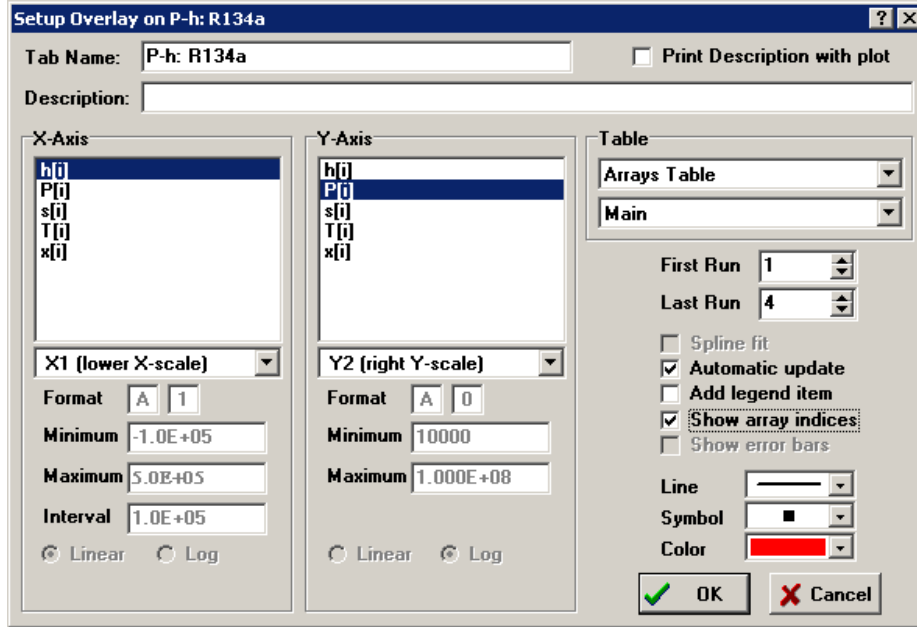 Setup Overlay on P-h: R134a
Tab Name: P-h: R134a
Print Description with plot
Description:
X-Axis
h[i]
P[i]
s[i]
T[i]
x[i]
X1 (lower X-scale)
Format A 1
Minimum -1.0E+05
Maximum 5.0E+05
Interval 1.0E+05
Linear Log
Y-Axis
h[i]
P[i]
s[i]
T[i]
x[i]
Y2 (right Y-scale)
Format A 0
Minimum 10000
Maximum 1.000E+08
Linear Log
Table
Arrays Table
Main
First Run 1
Last Run 4
Spline fit
Automatic update
Add legend item
Show array indices
Show error bars
Line
Symbol
Color
OK Cancel